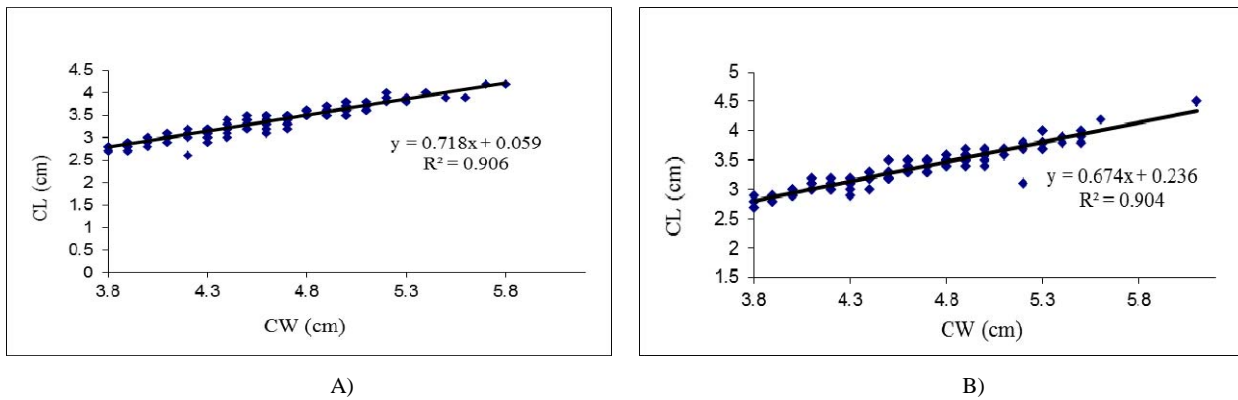 4.5
4
3.5
3
2.5
2
1.5
1
0.5
0
CL (cm)
y = 0.718x + 0.059
R² = 0.906
3.8 4.3 4.8 5.3 5.8
CW (cm)
A)
5
4.5
4
3.5
3
2.5
2
1.5
CL (cm)
y = 0.674x + 0.236
R² = 0.904
3.8 4.3 4.8 5.3 5.8
CW (cm)
B)